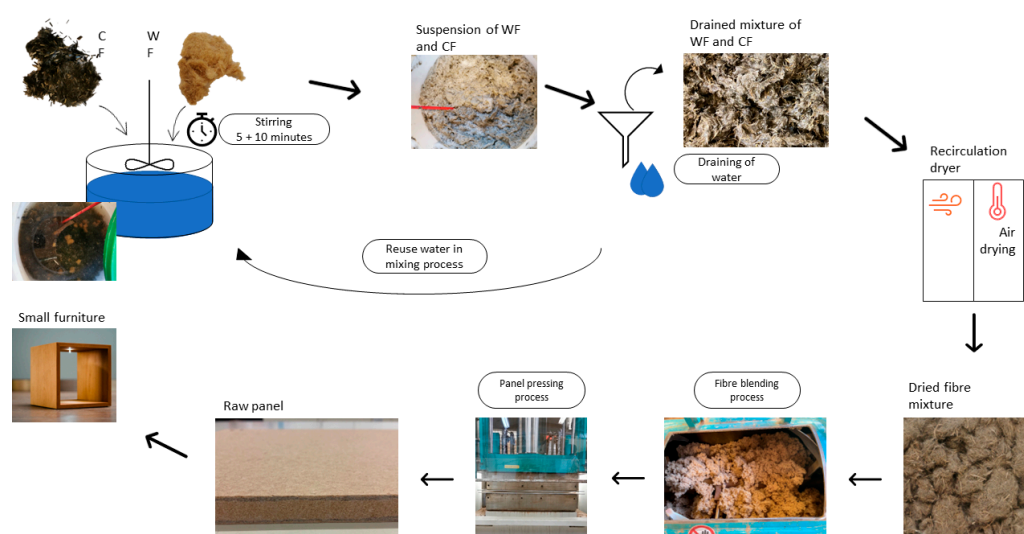 C
F
W
F
Stirring
5 + 10 minutes
Suspension of WF
and CF
Drained mixture of
WF and CF
Draining of
water
Recirculation
dryer
Air
drying
Reuse water in
mixing process
Small furniture
Raw panel
Panel pressing
process
Fibre blending
process
Dried fibre
mixture